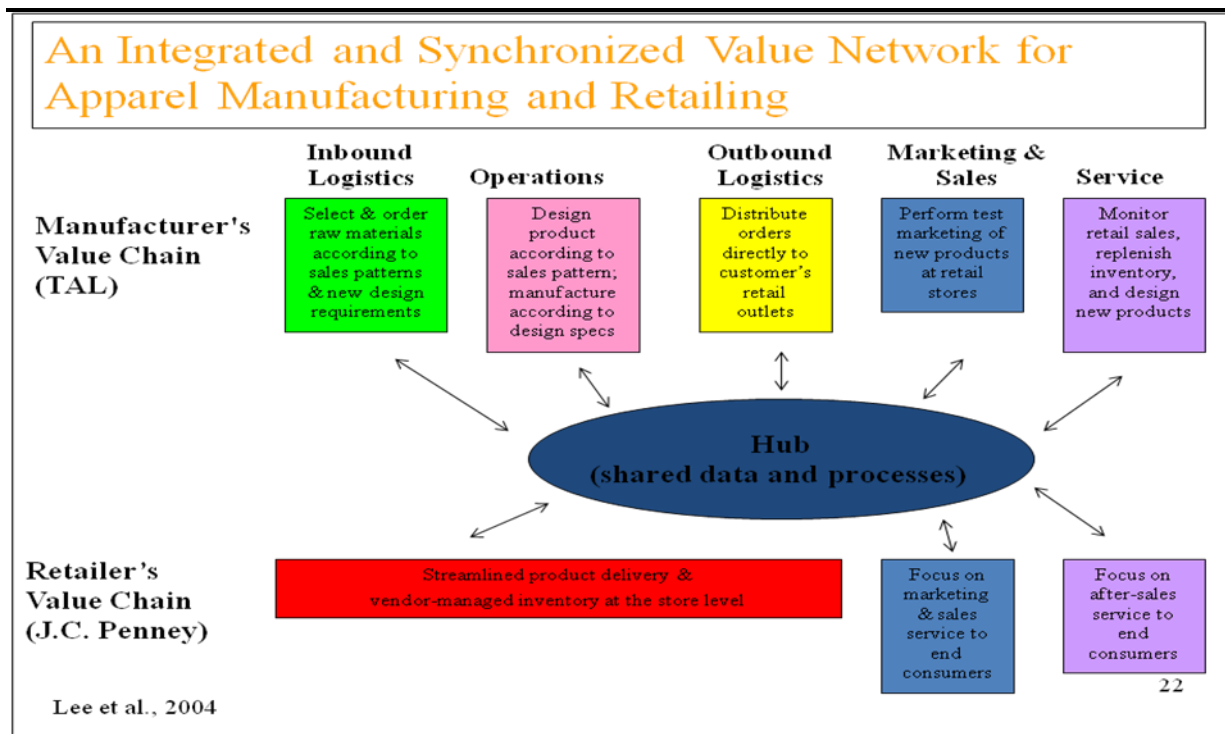 An Integrated and Synchronized Value Network for
Apparel Manufacturing and Retailing
Inbound
Logistics
Operations
Outbound
Logistics
Marketing &
Sales
Service
Manufacturer's
Value Chain
(TAL)
Select & order
raw materials
according to
sales patterns
& new design
requirements
Design
product
according to
sales pattern;
manufacture
according to
design specs
Distribute
orders
directly to
customer’s
retail
outlets
Perform test
marketing of
new products
at retail
stores
Monitor
retail sales,
replenish
inventory,
and design
new products
Hub
(shared data and processes)
Retailer’s
Value Chain
(J.C. Penney)
Streamlined product delivery &
vendor-managed inventory at the store level
Focus on
marketing
& sales
service to
end
consumers
Focus on
after-sales
service to
end
consumers
22
Lee et al., 2004